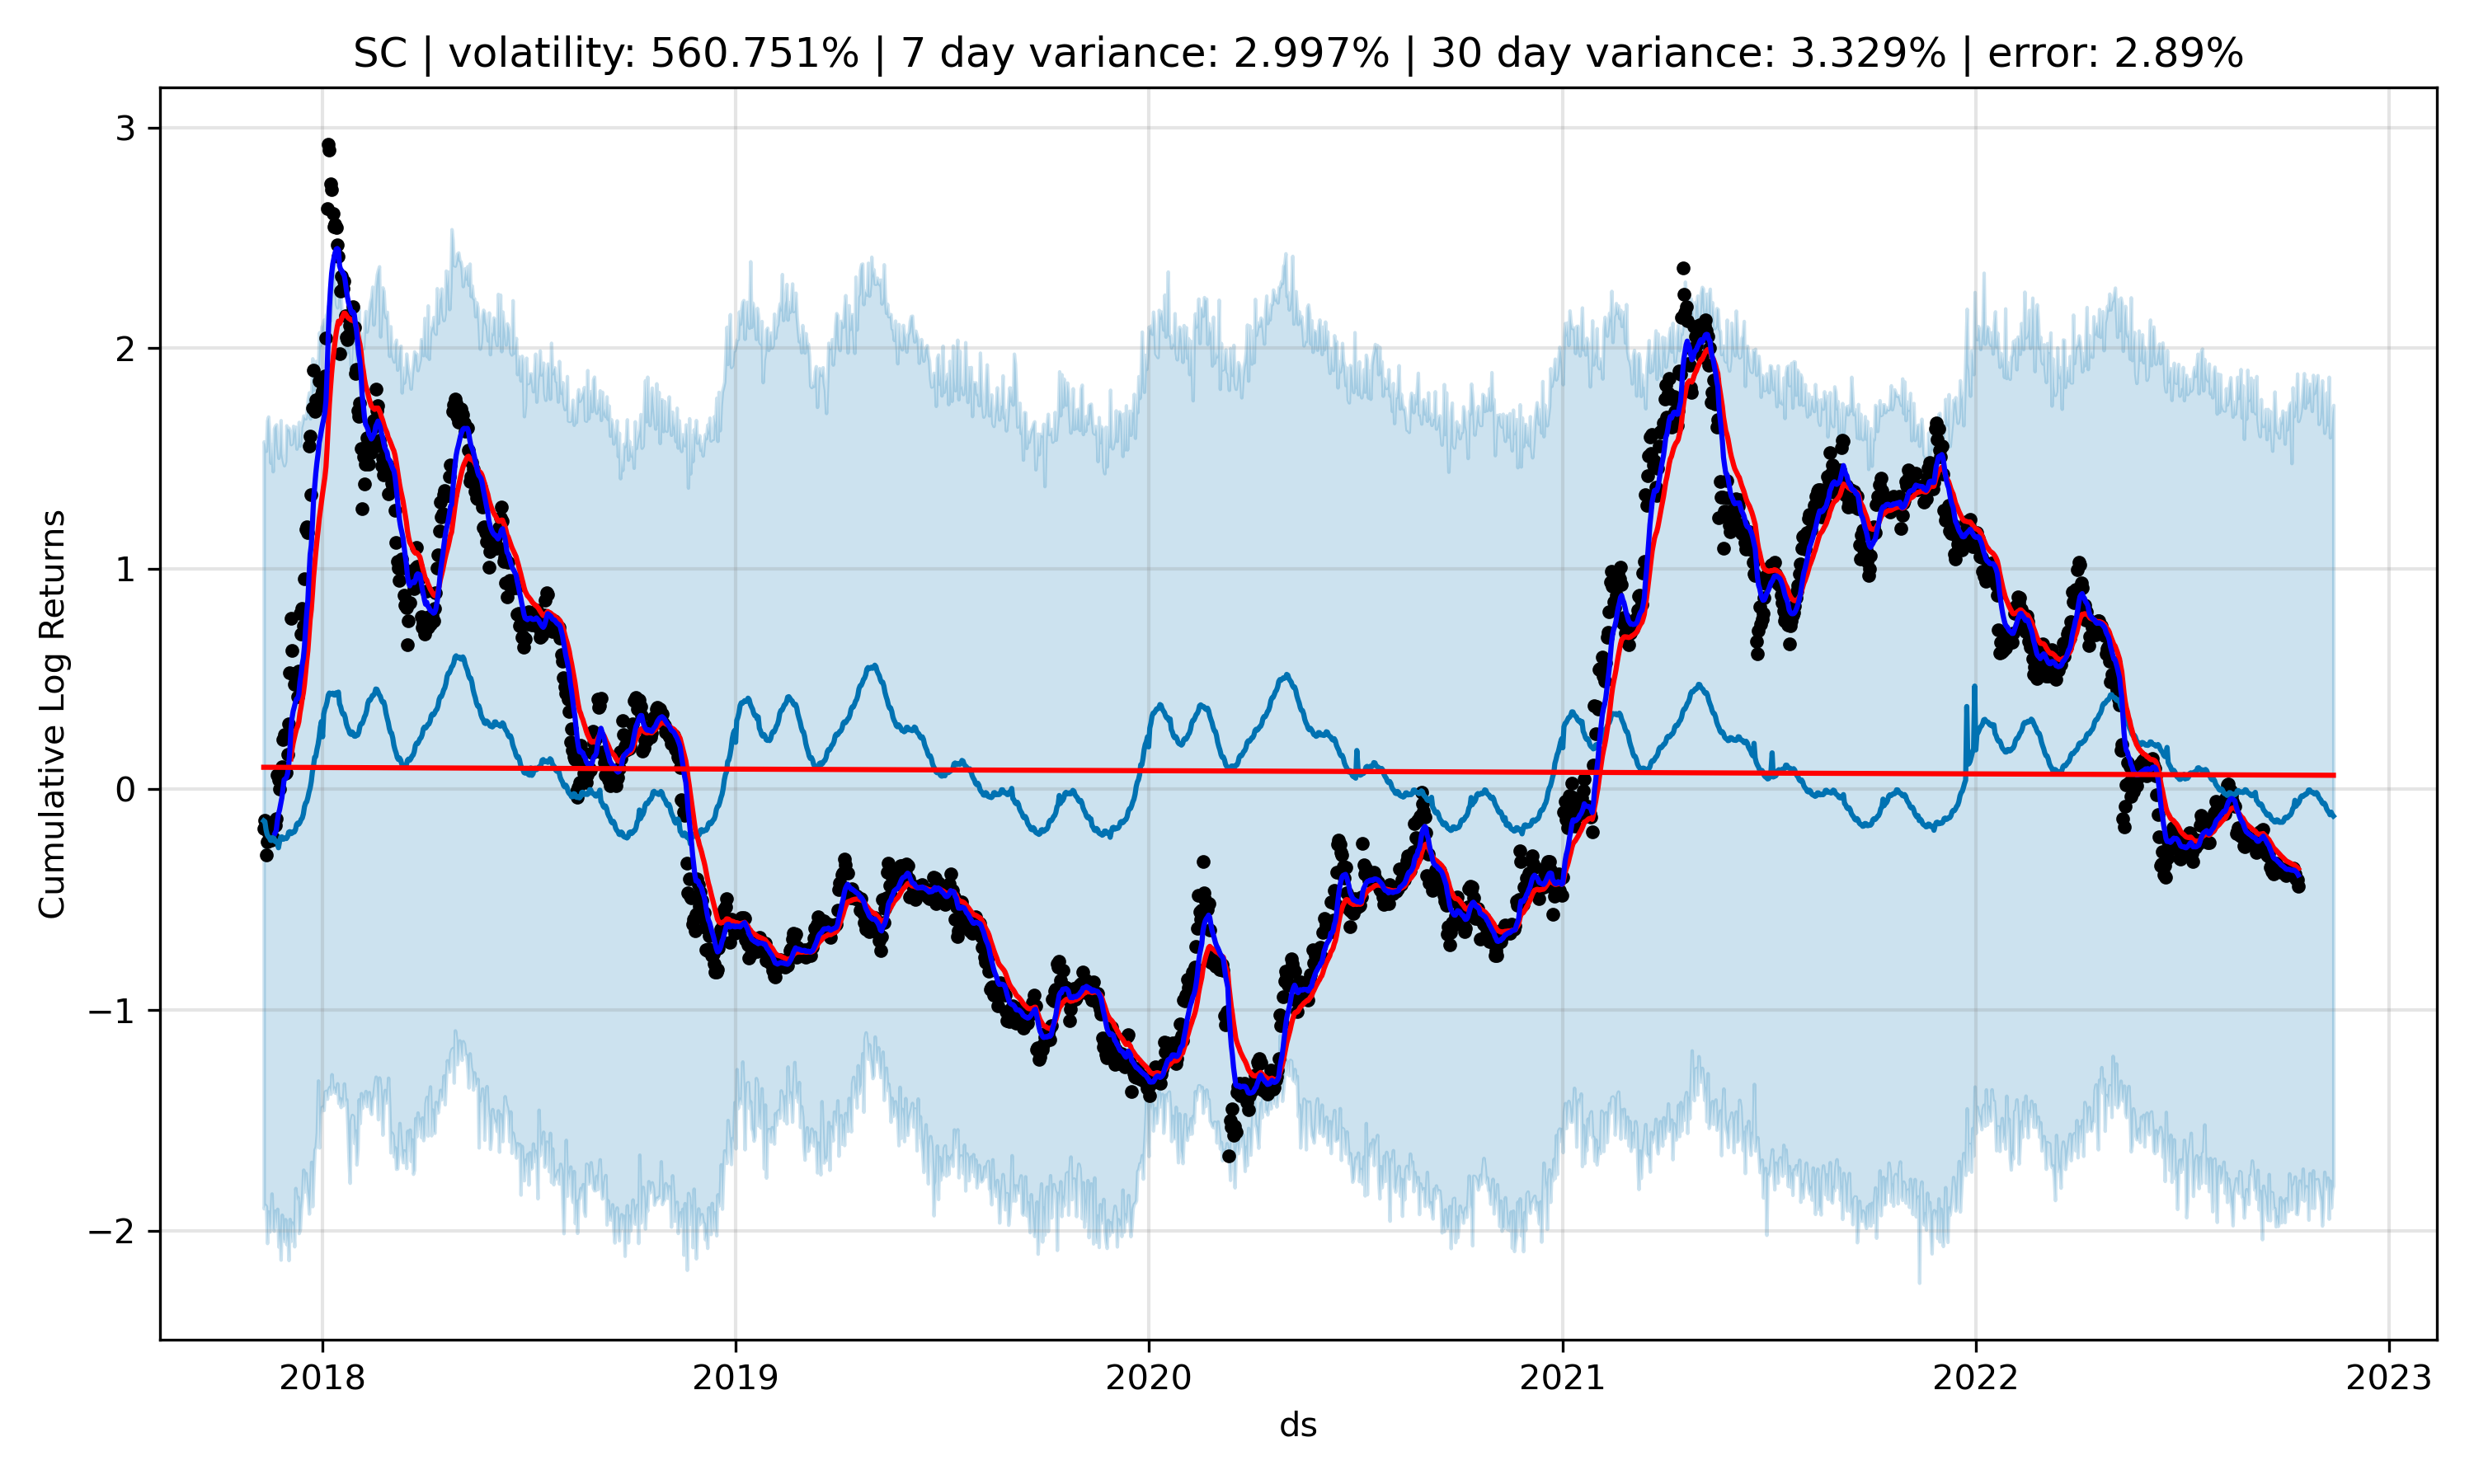 SC | volatility: 560.751% | 7 day variance: 2.997% | 30 day variance: 3.329% | error: 2.89%
3
2
1
0
−1
−2
Cumulative Log Returns
2018 2019 2020 2021 2022 2023
ds